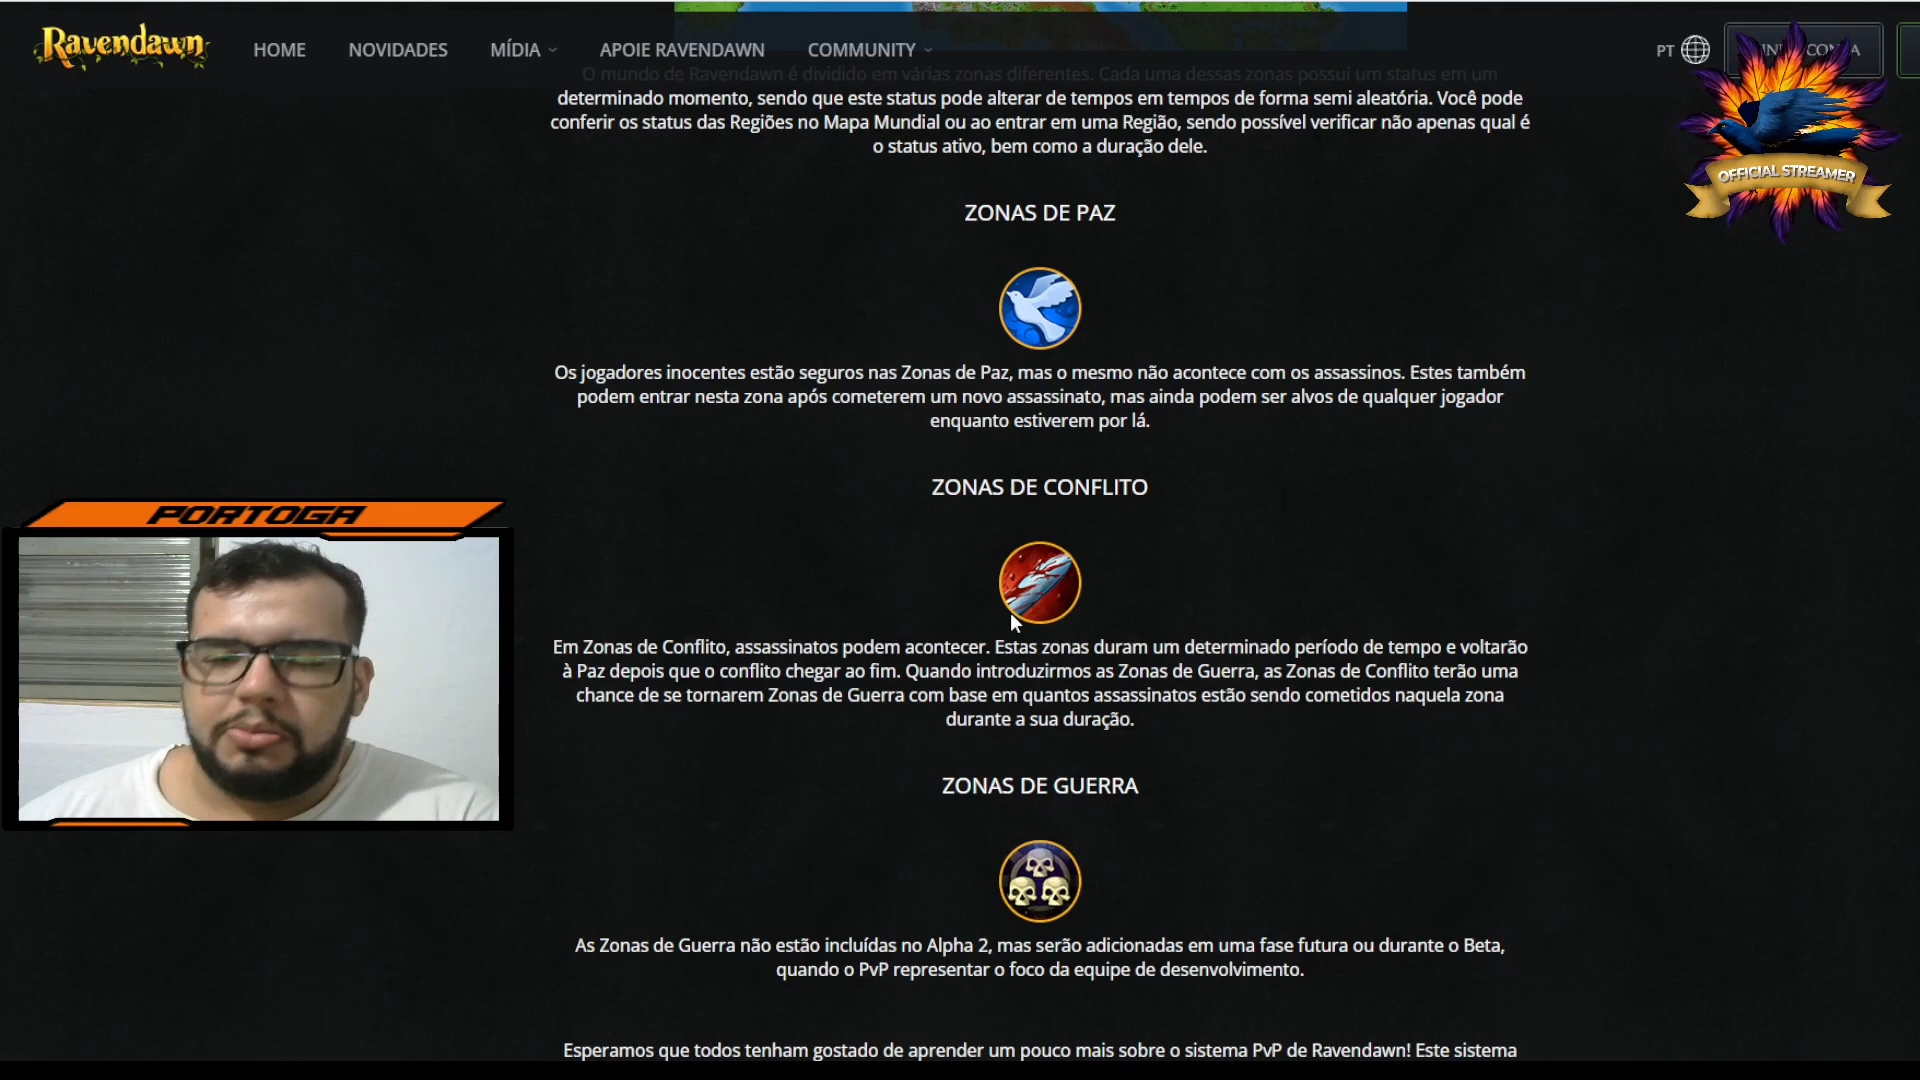 Ravendawn
HOME
NOVIDADES
MÍDIA
APOIE RAVENDAWN
COMMUNITY
PT
O mundo de Ravendawn é dividido em várias zonas diferentes. Cada uma dessas zonas possui um status em um
determinado momento, sendo que este status pode alterar de tempos em tempos de forma semi aleatória. Você pode
conferir os status das Regiões no Mapa Mundial ou ao entrar em uma Região, sendo possível verificar não apenas qual é
o status ativo, bem como a duração dele.
OFFICIAL STREAMER
ZONAS DE PAZ
Os jogadores inocentes estão seguros nas Zonas de Paz, mas o mesmo não acontece com os assassinos. Estes também
podem entrar nesta zona após cometerem um novo assassinato, mas ainda podem ser alvos de qualquer jogador
enquanto estiverem por lá.
ZONAS DE CONFLITO
PORTOGA
Em Zonas de Conflito, assassinatos podem acontecer. Estas zonas duram um determinado período de tempo e voltarão
à Paz depois que o conflito chegar ao fim. Quando introduzirmos as Zonas de Guerra, as Zonas de Conflito terão uma
chance de se tornarem Zonas de Guerra com base em quantos assassinatos estão sendo cometidos naquela zona
durante a sua duração.
ZONAS DE GUERRA
As Zonas de Guerra não estão incluídas no Alpha 2, mas serão adicionadas em uma fase futura ou durante o Beta,
quando o PvP representar o foco da equipe de desenvolvimento.
Esperamos que todos tenham gostado de aprender um pouco mais sobre o sistema PvP de Ravendawn! Este sistema